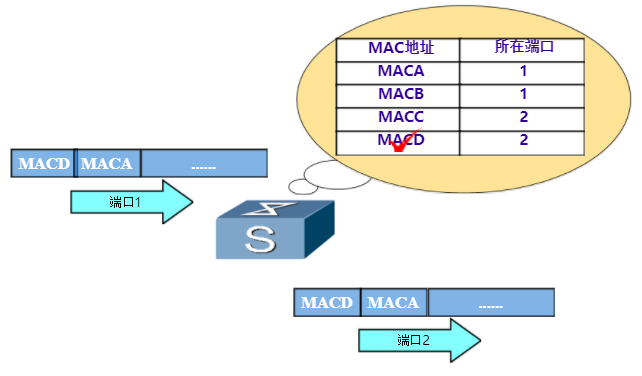 MAC地址 所在端口
MACA 1
MACB 1
MACC 2
MACD 2
MACD MACA ......
端口1
S
MACD MACA ......
端口2